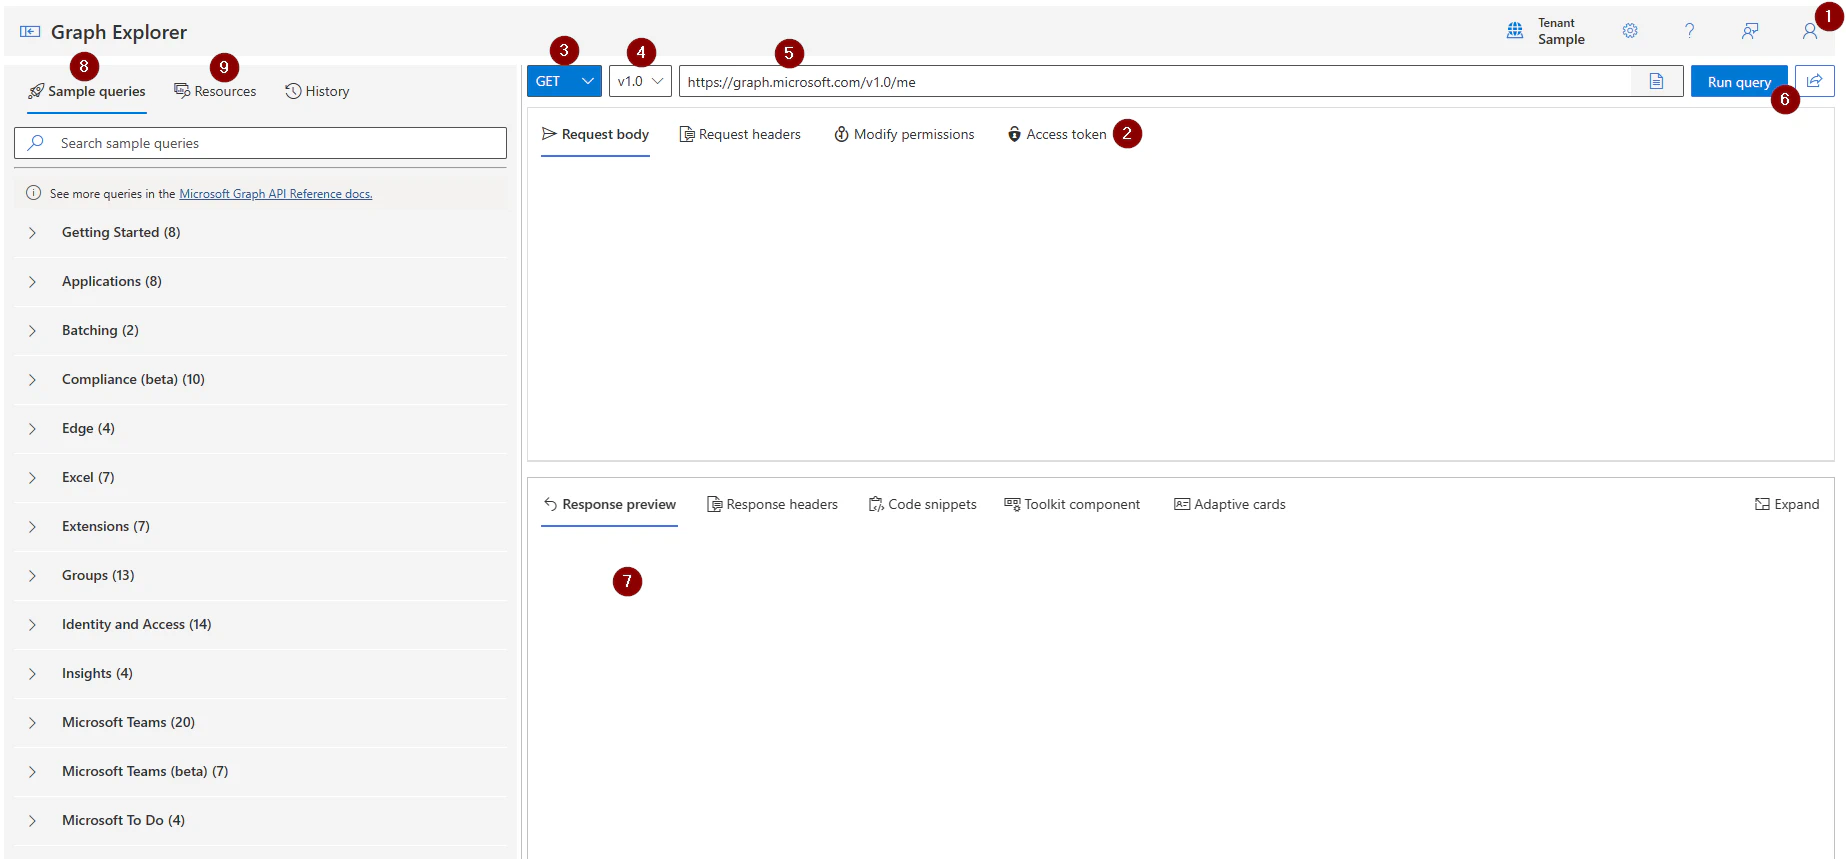 Graph Explorer
Tenant
Sample
1
8
9
Sample queries
Resources
History
Search sample queries
See more queries in the Microsoft Graph API Reference docs.
Getting Started (8)
Applications (8)
Batching (2)
Compliance (beta) (10)
Edge (4)
Excel (7)
Extensions (7)
Groups (13)
Identity and Access (14)
Insights (4)
Microsoft Teams (20)
Microsoft Teams (beta) (7)
Microsoft To Do (4)
3
4
5
GET
v1.0
https://graph.microsoft.com/v1.0/me
Run query
6
Request body
Request headers
Modify permissions
Access token
2
Response preview
Response headers
Code snippets
Toolkit component
Adaptive cards
Expand
7